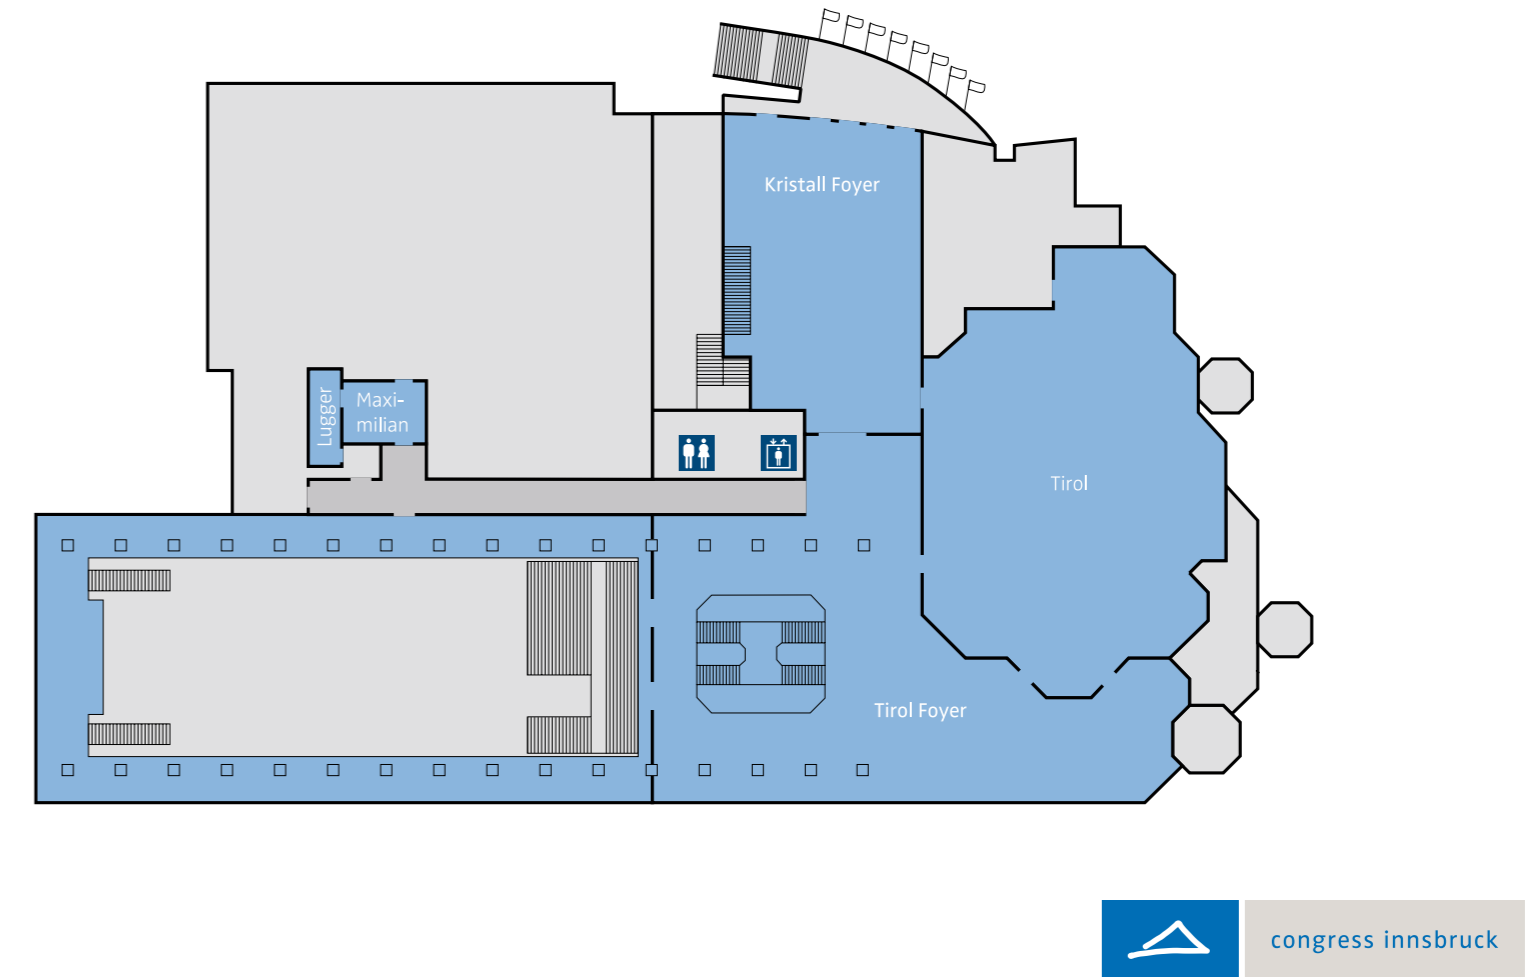 Kristall Foyer
Lugger
Maxi-
milian
Tirol
Tirol Foyer
congress innsbruck